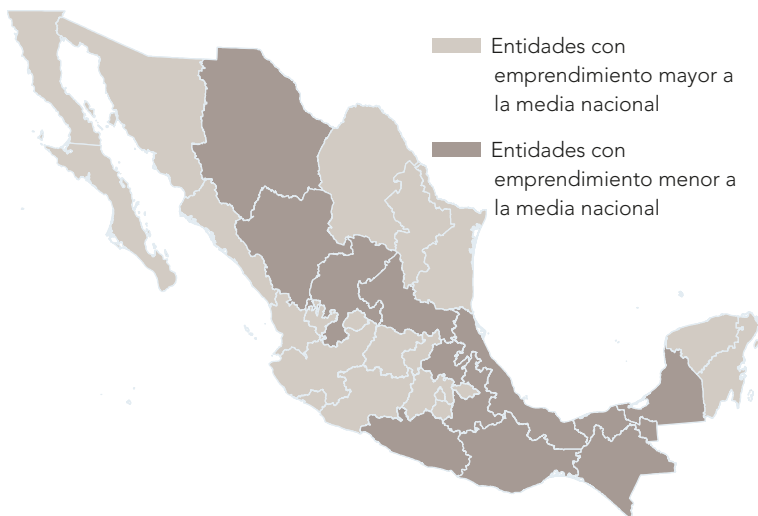 Entidades con
emprendimiento mayor a
la media nacional
Entidades con
emprendimiento menor a
la media nacional